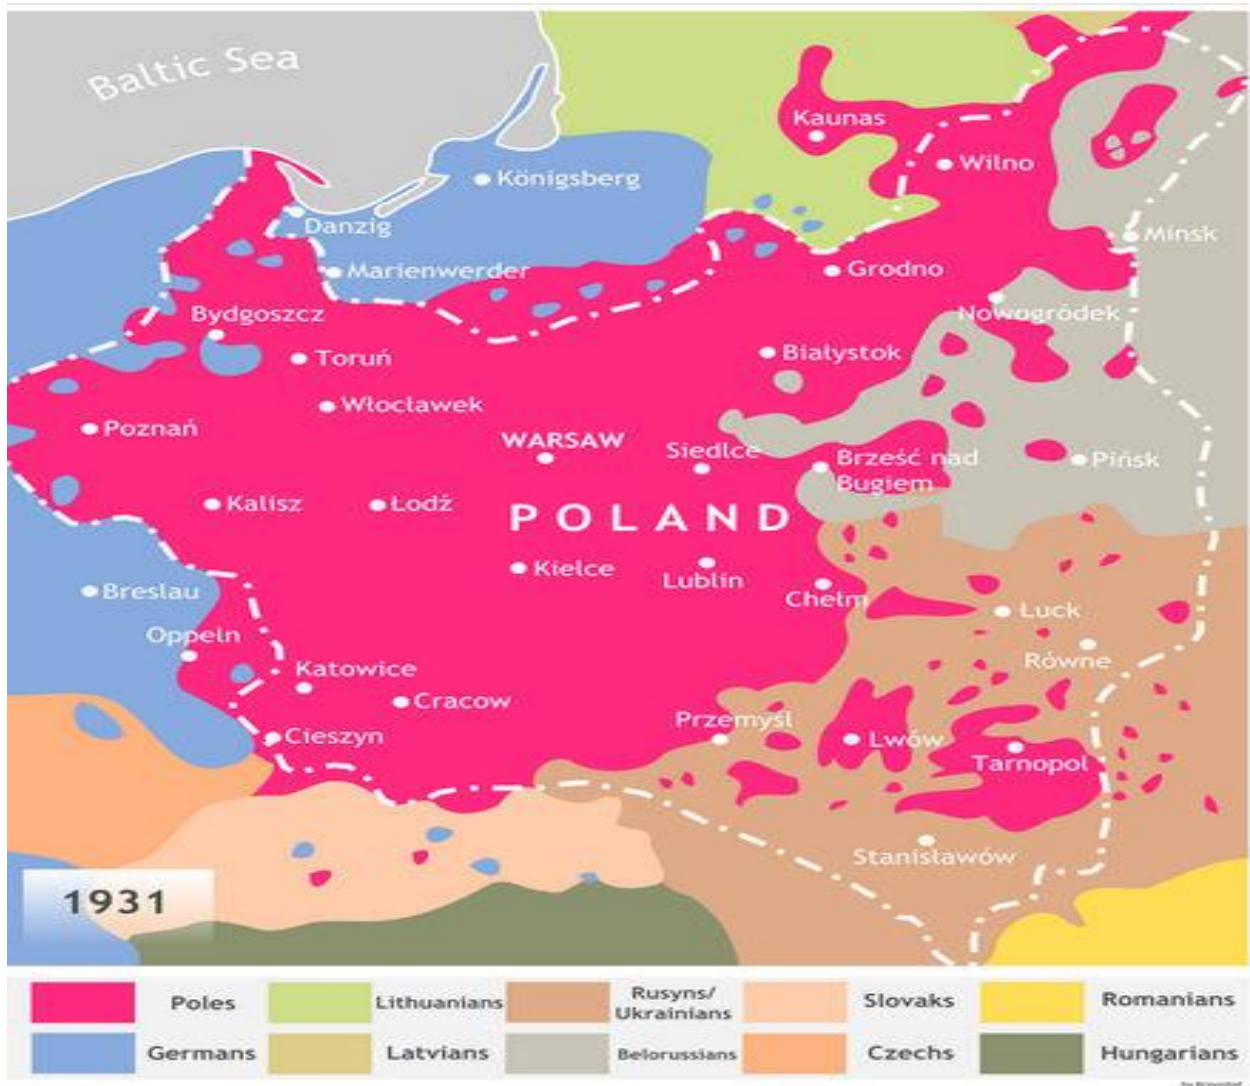 Baltic Sea
Kaunas
Wilno
Königsberg
Danzig
Minsk
Marienwerder
Grodno
Bydgoszcz
Nowogródek
Toruń
Białystok
Włocławek
Poznań
WARSAW
Siedlce
Brześć nad
Bugiem
Pińsk
Kalisz
Łodź
POLAND
Kielce
Lublin
Chełm
Breslau
Łuck
Oppeln
Równe
Katowice
Cracow
Przemyśl
Cieszyn
Lwów
Tarnopol
Stanisławów
1931
Poles
Lithuanians
Rusyns/
Ukrainians
Slovaks
Romanians
Germans
Latvians
Belorussians
Czechs
Hungarians